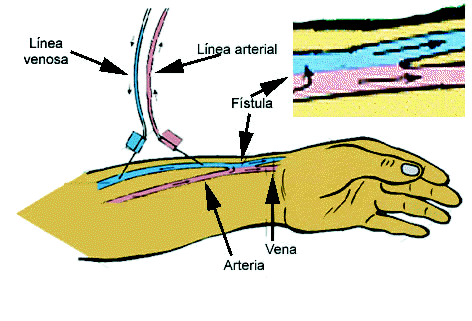 Línea
venosa
Línea arterial
Fístula
Vena
Arteria